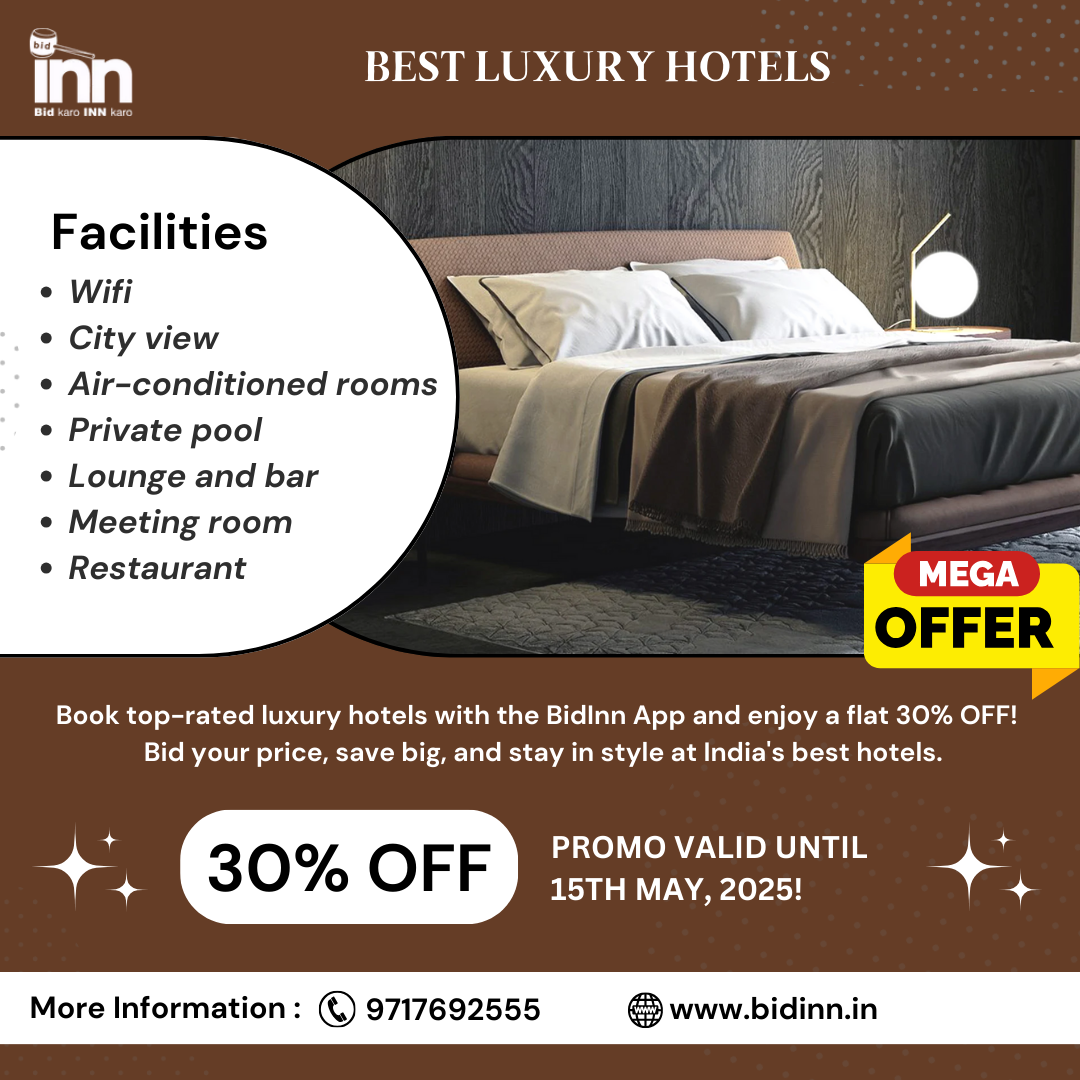 bid
inn
Bid karo INN karo
BEST LUXURY HOTELS
Facilities
• Wifi
• City view
• Air-conditioned rooms
• Private pool
• Lounge and bar
• Meeting room
• Restaurant
MEGA
OFFER
Book top-rated luxury hotels with the BidInn App and enjoy a flat 30% OFF!
Bid your price, save big, and stay in style at India's best hotels.
30% OFF
PROMO VALID UNTIL
15TH MAY, 2025!
More Information : 9717692555 www.bidinn.in